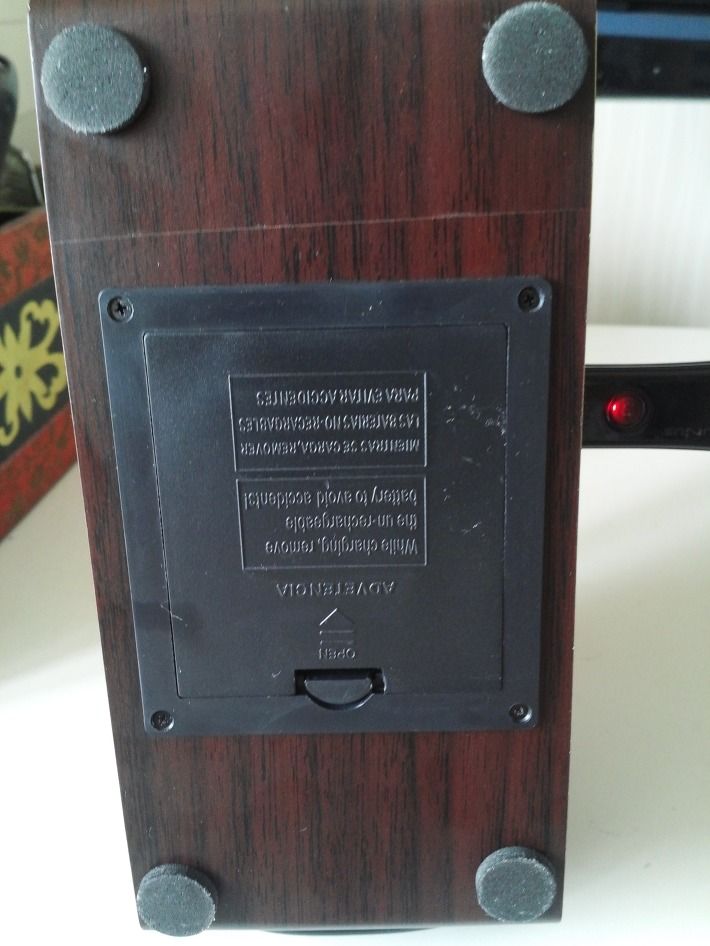 OPEN
ADVETENCIA
While charging, remove
the un-rechargeable
battery to avoid accidents!
MIENTRAS SE CARGA, REMOVER
LAS BATERIAS NO-RECARGABLES
PARA EVITAR ACCIDENTES